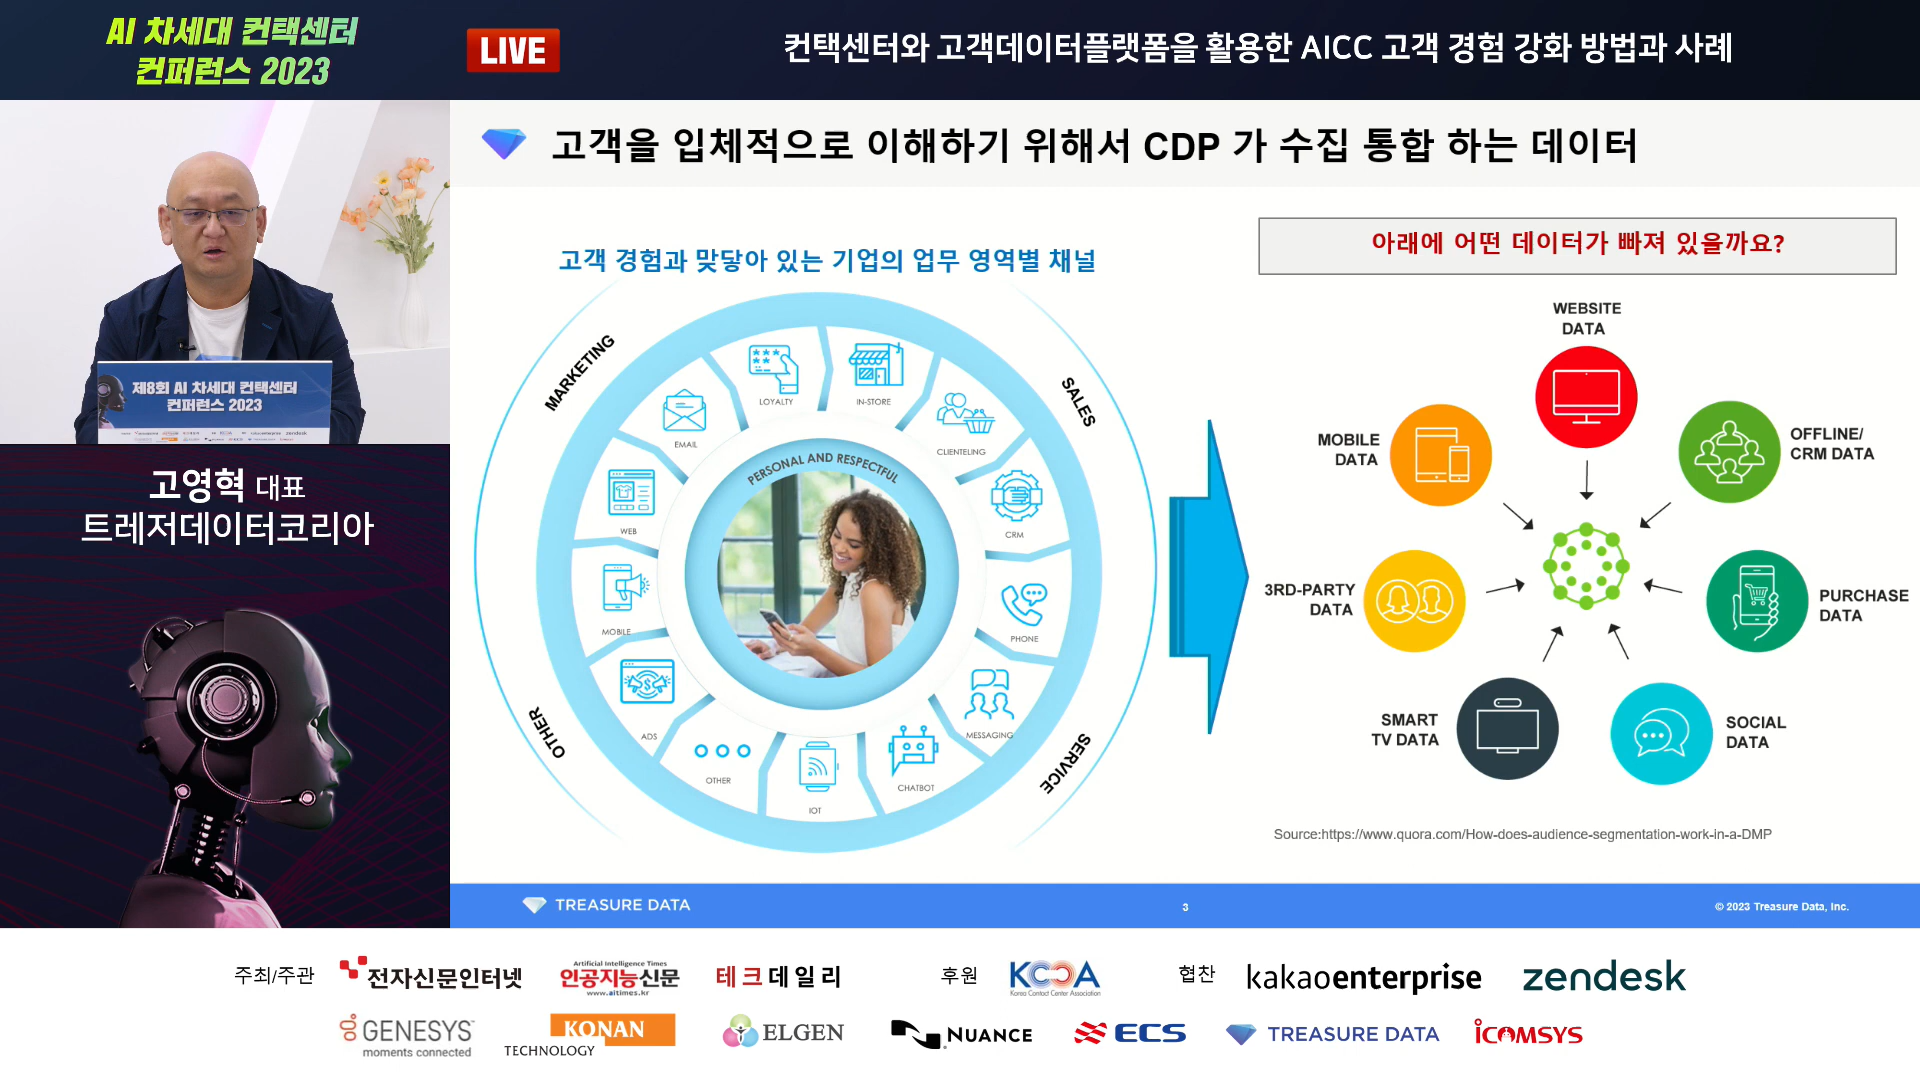 AI 차세대 컨택센터
컨퍼런스 2023
LIVE
컨택센터와 고객데이터플랫폼을 활용한 AICC 고객 경험 강화 방법과 사례
고객을 입체적으로 이해하기 위해서 CDP 가 수집 통합 하는 데이터
고객 경험과 맞닿아 있는 기업의 업무 영역별 채널
MARKETING
SALES
SERVICE
OTHER
LOYALTY
IN-STORE
CLIENTELING
CRM
PHONE
MESSAGING
CHATBOT
IOT
OTHER
ADS
MOBILE
WEB
EMAIL
PERSONAL AND RESPECTFUL
아래에 어떤 데이터가 빠져 있을까요?
WEBSITE
DATA
OFFLINE/
CRM DATA
PURCHASE
DATA
SOCIAL
DATA
SMART
TV DATA
3RD-PARTY
DATA
MOBILE
DATA
Source:https://www.quora.com/How-does-audience-segmentation-work-in-a-DMP
제8회 AI 차세대 컨택센터
컨퍼런스 2023
고영혁 대표
트레저데이터코리아
TREASURE DATA
3
© 2023 Treasure Data, Inc.
주최/주관
전자신문인터넷
Artificial Intelligence Times
인공지능신문
www.aitimes.kr
테크데일리
후원
KCCA
Korea Contact Center Association
협찬
kakaoenterprise
zendesk
GENESYS™
moments connected
KONAN
TECHNOLOGY
ELGEN
NUANCE
ECS
TREASURE DATA
iCOMSYS